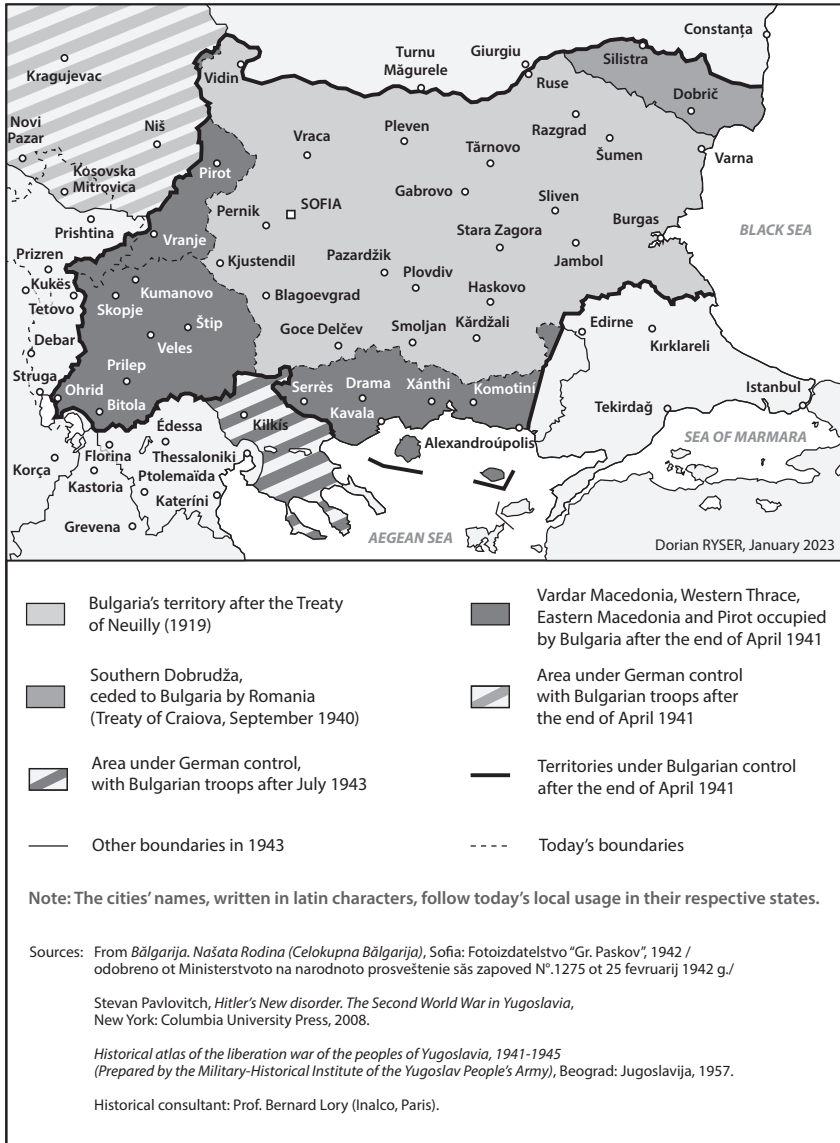 Constanţa
Turnu
Măgurele
Giurgiu
Silistra
Kragujevac
Vidin
Ruse
Dobrič
Novi
Pazar
Niš
Vraca
Pleven
Razgrad
Tărnovo
Šumen
Varna
Kosovska
Mitrovica
Pirot
Gabrovo
Sliven
SOFIA
Pernik
Burgas
Prishtina
Vranje
Stara Zagora
BLACK SEA
Prizren
Kjustendil
Pazardžik
Plovdiv
Jambol
Kukës
Kumanovo
Blagoevgrad
Haskovo
Tetovo
Skopje
Štip
Goce Delčev
Smoljan
Kărdžali
Edirne
Kırklareli
Debar
Veles
Prilep
Struga
Ohrid
Bitola
Serrès
Drama
Xánthi
Komotiní
Istanbul
Kavala
Tekirdağ
Kilkís
Édessa
Alexandroúpolis
SEA OF MARMARA
Korça
Flórina
Thessaloniki
Kastoria
Ptolemaïda
Kateríni
Grevena
AEGEAN SEA
Dorian RYSER, January 2023
Bulgaria's territory after the Treaty
of Neuilly (1919)
Vardar Macedonia, Western Thrace,
Eastern Macedonia and Pirot occupied
by Bulgaria after the end of April 1941
Southern Dobrudža,
ceded to Bulgaria by Romania
(Treaty of Craiova, September 1940)
Area under German control
with Bulgarian troops after
the end of April 1941
Area under German control,
with Bulgarian troops after July 1943
Territories under Bulgarian control
after the end of April 1941
Other boundaries in 1943
Today's boundaries
Note: The cities' names, written in latin characters, follow today's local usage in their respective states.
Sources: From Bălgarija. Našata Rodina (Celokupna Bălgarija), Sofia: Fotoizdatelstvo "Gr. Paskov", 1942 /
odobreno ot Ministerstvoto na narodnoto prosveštenie săs zapoved N°.1275 ot 25 fevruarij 1942 g./
Stevan Pavlovitch, Hitler's New disorder. The Second World War in Yugoslavia,
New York: Columbia University Press, 2008.
Historical atlas of the liberation war of the peoples of Yugoslavia, 1941-1945
(Prepared by the Military-Historical Institute of the Yugoslav People's Army), Beograd: Jugoslavija, 1957.
Historical consultant: Prof. Bernard Lory (Inalco, Paris).